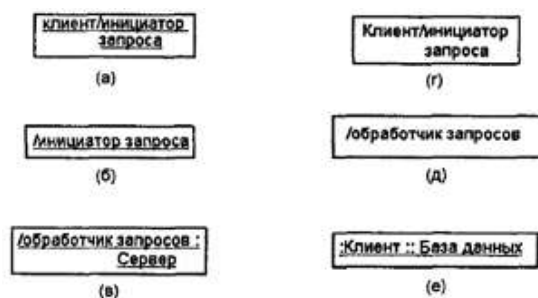 клиент/инициатор
запроса
(а)
Клиент/инициатор
запроса
(г)
/инициатор запроса
(б)
/обработчик запросов
(д)
/обработчик запросов :
Сервер
(в)
:Клиент :: База данных
(е)